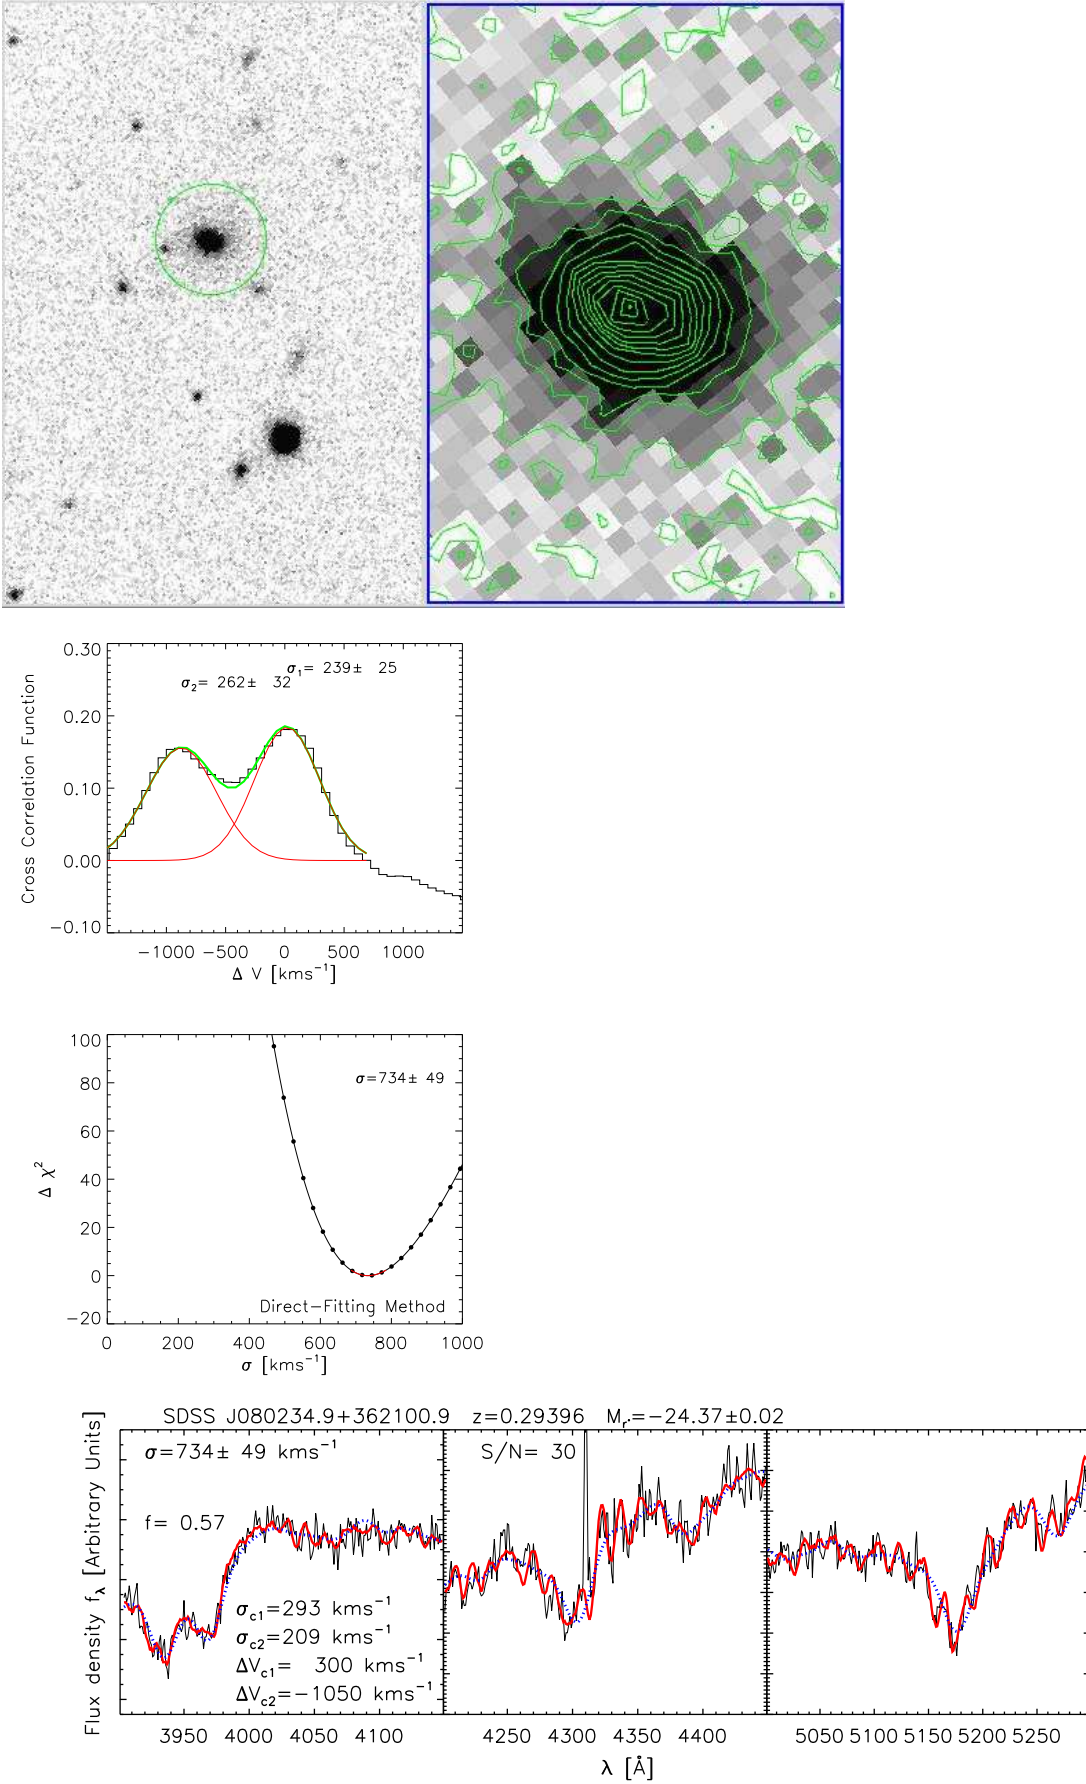 0.30
0.20
0.10
0.00
−0.10
Cross Correlation Function
σ₁= 239± 25
σ₂= 262± 32
−1000 −500 0 500 1000
Δ V [kms⁻¹]
100
80
60
40
20
0
−20
Δ χ²
σ=734± 49
Direct−Fitting Method
0 200 400 600 800 1000
σ [kms⁻¹]
SDSS J080234.9+362100.9 z=0.29396 Mᵣ=−24.37±0.02
Flux density f_λ [Arbitrary Units]
σ=734± 49 kms⁻¹
S/N= 30
f= 0.57
σ_c1=293 kms⁻¹
σ_c2=209 kms⁻¹
ΔV_c1= 300 kms⁻¹
ΔV_c2=−1050 kms⁻¹
3950 4000 4050 4100 4250 4300 4350 4400 5050 5100 5150 5200 5250
λ [Å]